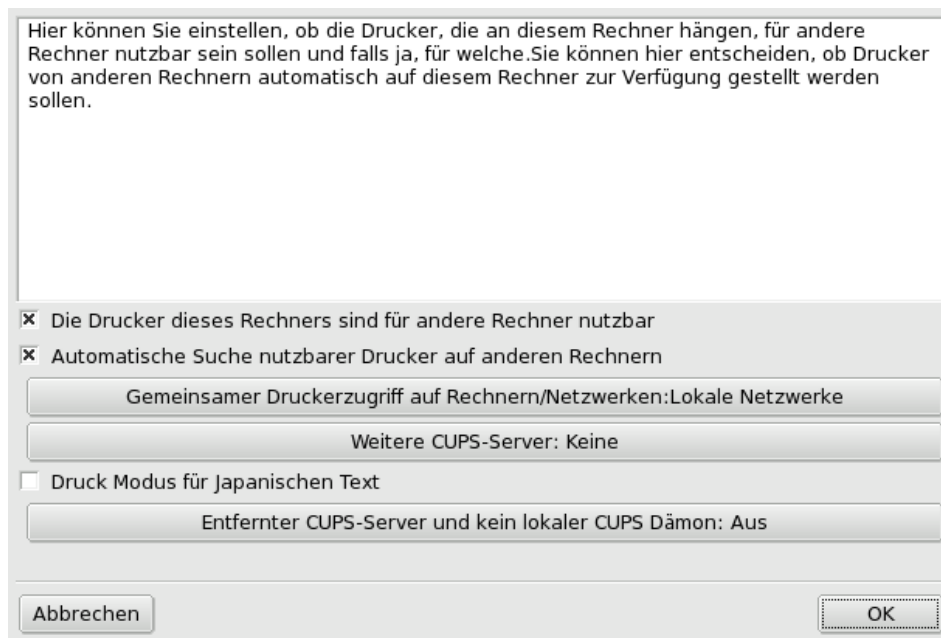 Hier können Sie einstellen, ob die Drucker, die an diesem Rechner hängen, für andere
Rechner nutzbar sein sollen und falls ja, für welche.Sie können hier entscheiden, ob Drucker
von anderen Rechnern automatisch auf diesem Rechner zur Verfügung gestellt werden
sollen.
Die Drucker dieses Rechners sind für andere Rechner nutzbar
Automatische Suche nutzbarer Drucker auf anderen Rechnern
Gemeinsamer Druckerzugriff auf Rechnern/Netzwerken:Lokale Netzwerke
Weitere CUPS-Server: Keine
Druck Modus für Japanischen Text
Entfernter CUPS-Server und kein lokaler CUPS Dämon: Aus
Abbrechen
OK